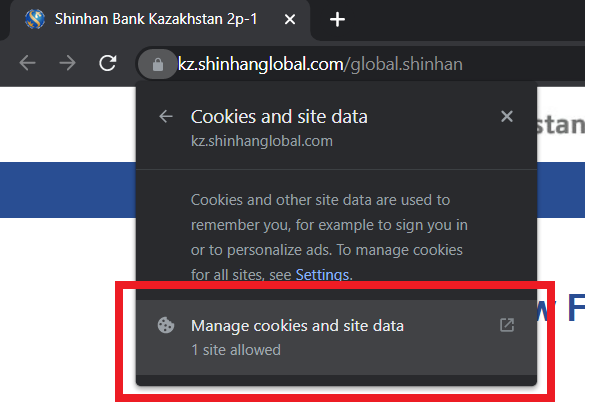 Shinhan Bank Kazakhstan 2p-1
kz.shinhanglobal.com/global.shinhan
Cookies and site data
kz.shinhanglobal.com
stan
Cookies and other site data are used to
remember you, for example to sign you in
or to personalize ads. To manage cookies
for all sites, see Settings.
w F
Manage cookies and site data
1 site allowed